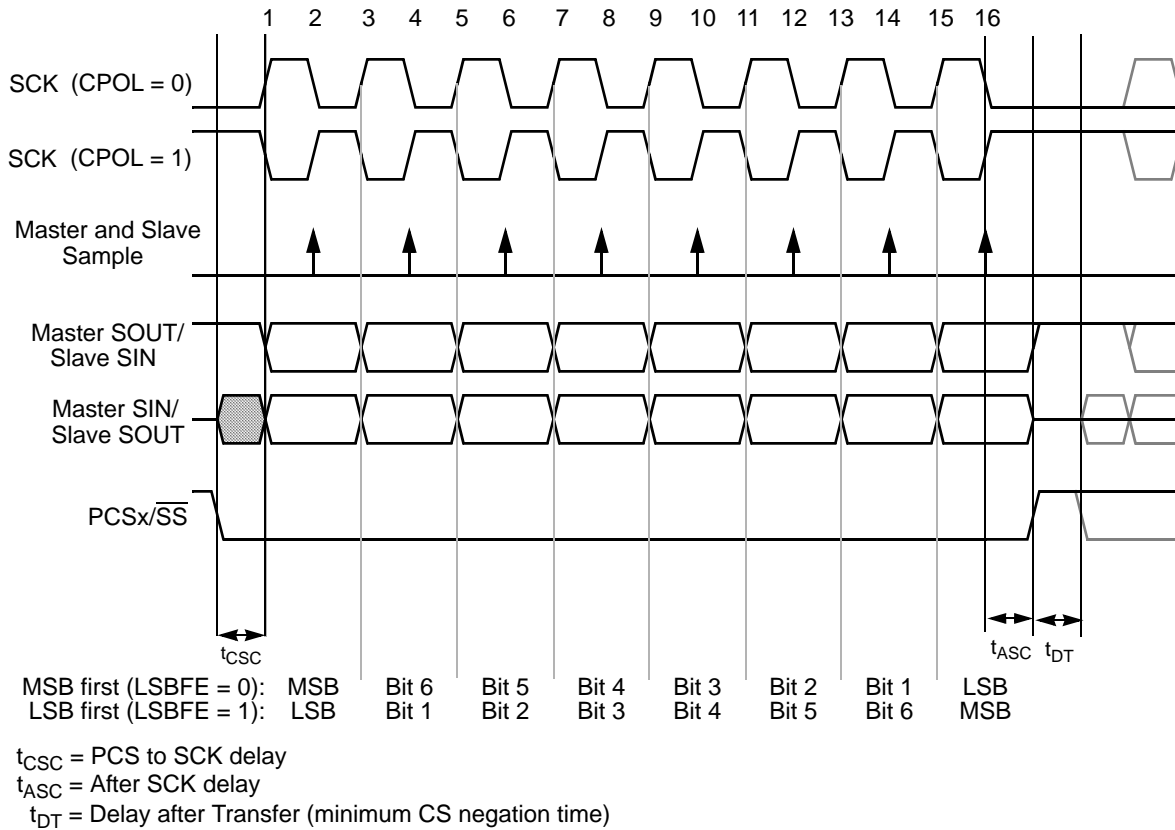 1 2 3 4 5 6 7 8 9 10 11 12 13 14 15 16
SCK (CPOL = 0)
SCK (CPOL = 1)
Master and Slave
Sample
Master SOUT/
Slave SIN
Master SIN/
Slave SOUT
PCSx/SS
tCSC
tASC
tDT
MSB first (LSBFE = 0): MSB Bit 6 Bit 5 Bit 4 Bit 3 Bit 2 Bit 1 LSB
LSB first (LSBFE = 1): LSB Bit 1 Bit 2 Bit 3 Bit 4 Bit 5 Bit 6 MSB
tCSC = PCS to SCK delay
tASC = After SCK delay
tDT = Delay after Transfer (minimum CS negation time)